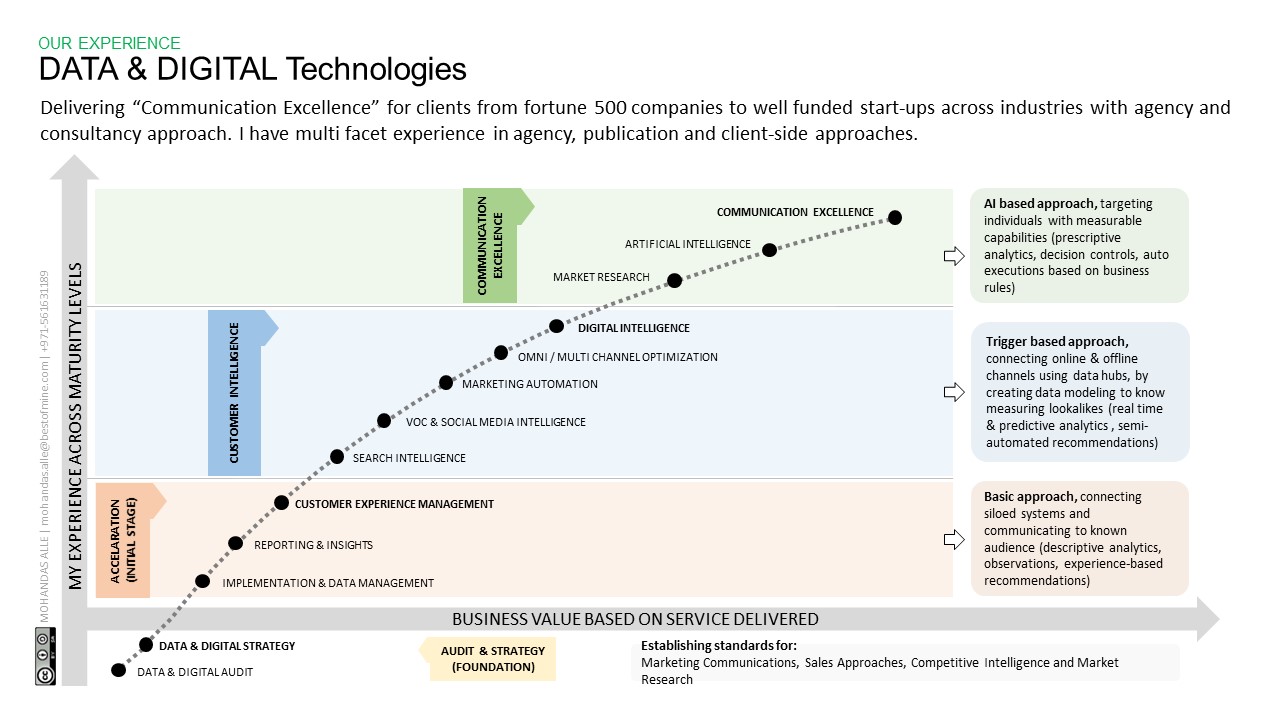 OUR EXPERIENCE
DATA & DIGITAL Technologies
Delivering “Communication Excellence” for clients from fortune 500 companies to well funded start-ups across industries with agency and
consultancy approach. I have multi facet experience in agency, publication and client-side approaches.
MOHANDAS ALLE | mohandas.alle@bestofmine.com | +971-561631189
MY EXPERIENCE ACROSS MATURITY LEVELS
COMMUNICATION
EXCELLENCE
COMMUNICATION EXCELLENCE
ARTIFICIAL INTELLIGENCE
MARKET RESEARCH
AI based approach, targeting
individuals with measurable
capabilities (prescriptive
analytics, decision controls, auto
executions based on business
rules)
CUSTOMER INTELLIGENCE
DIGITAL INTELLIGENCE
OMNI / MULTI CHANNEL OPTIMIZATION
MARKETING AUTOMATION
VOC & SOCIAL MEDIA INTELLIGENCE
SEARCH INTELLIGENCE
Trigger based approach,
connecting online & offline
channels using data hubs, by
creating data modeling to know
measuring lookalikes (real time
& predictive analytics , semi-
automated recommendations)
ACCELARATION
(INITIAL STAGE)
CUSTOMER EXPERIENCE MANAGEMENT
REPORTING & INSIGHTS
IMPLEMENTATION & DATA MANAGEMENT
Basic approach, connecting
siloed systems and
communicating to known
audience (descriptive analytics,
observations, experience-based
recommendations)
BUSINESS VALUE BASED ON SERVICE DELIVERED
DATA & DIGITAL STRATEGY
DATA & DIGITAL AUDIT
AUDIT & STRATEGY
(FOUNDATION)
Establishing standards for:
Marketing Communications, Sales Approaches, Competitive Intelligence and Market
Research